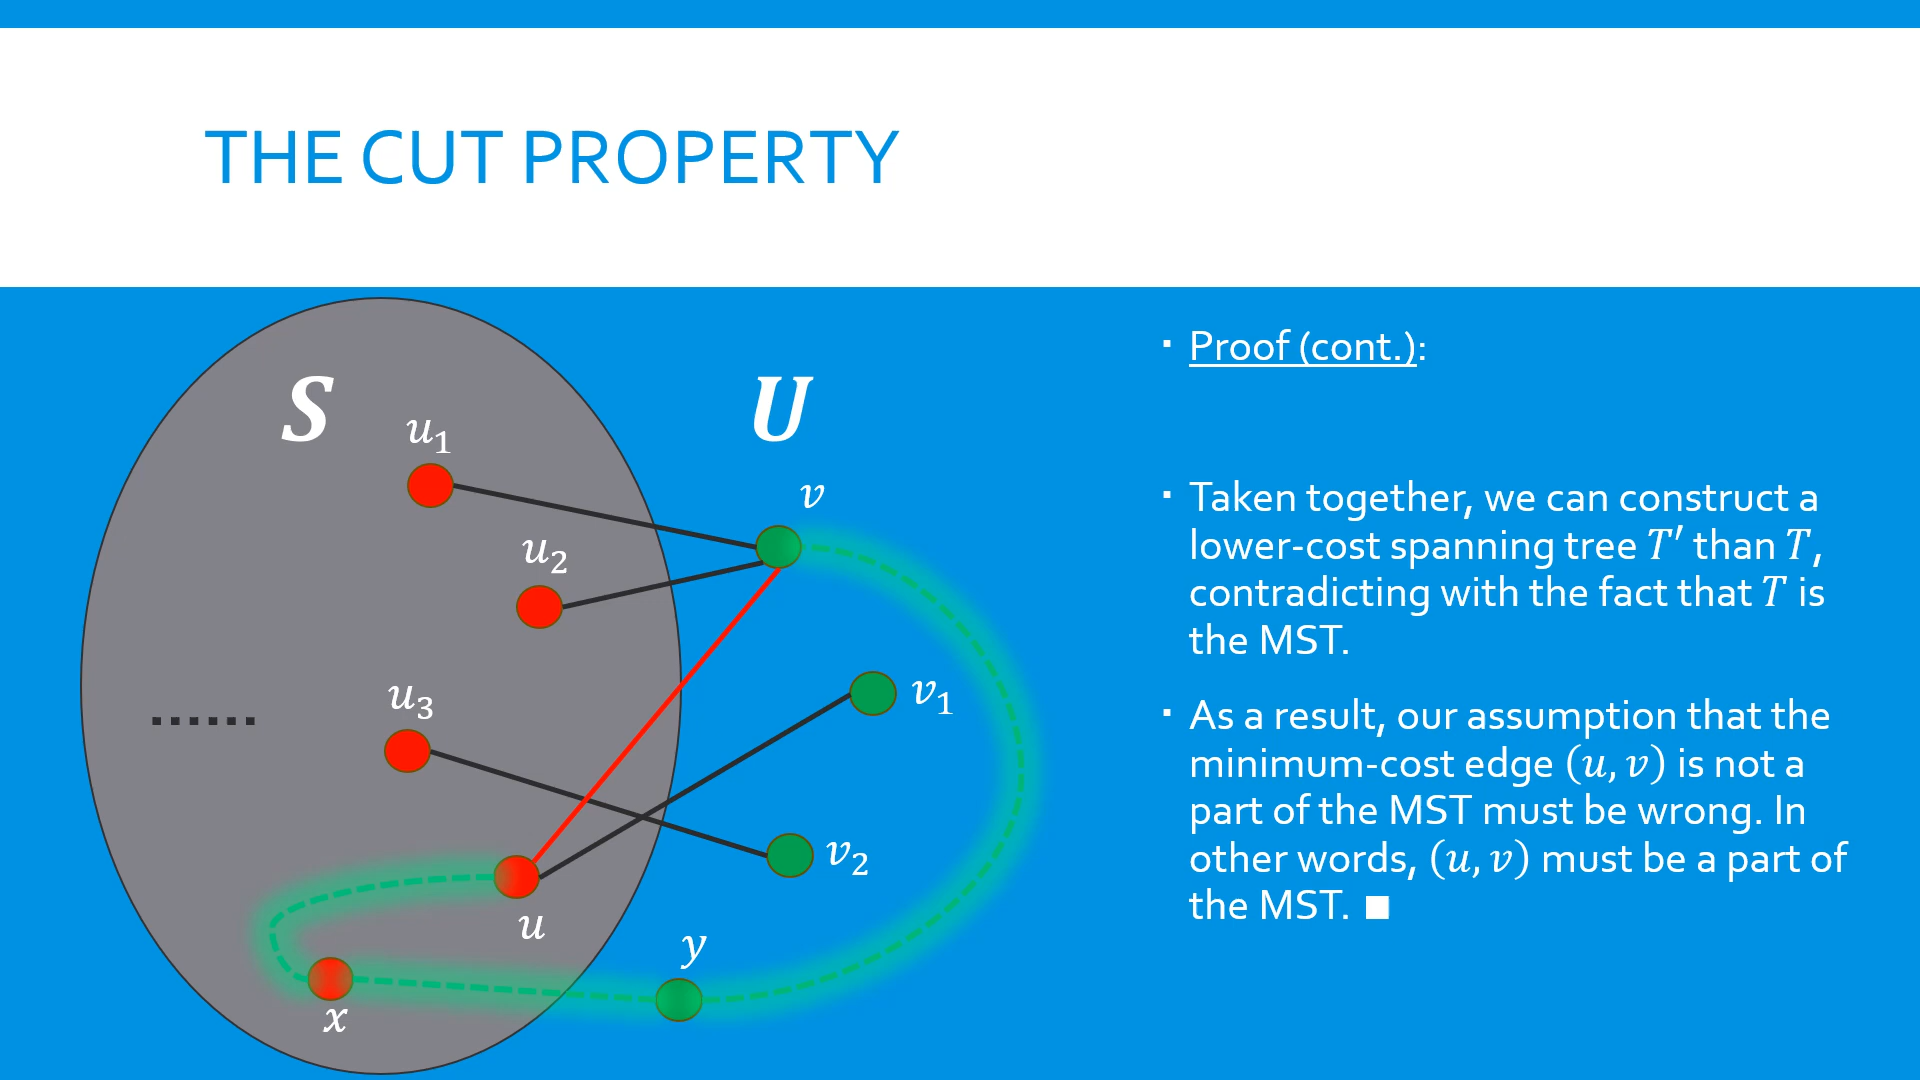 THE CUT PROPERTY
S
U
u₁
v
u₂
u₃
v₁
......
v₂
u
y
x
▪ Proof (cont.):
▪ Taken together, we can construct a
lower-cost spanning tree T′ than T,
contradicting with the fact that T is
the MST.
▪ As a result, our assumption that the
minimum-cost edge (u, v) is not a
part of the MST must be wrong. In
other words, (u, v) must be a part of
the MST. ■